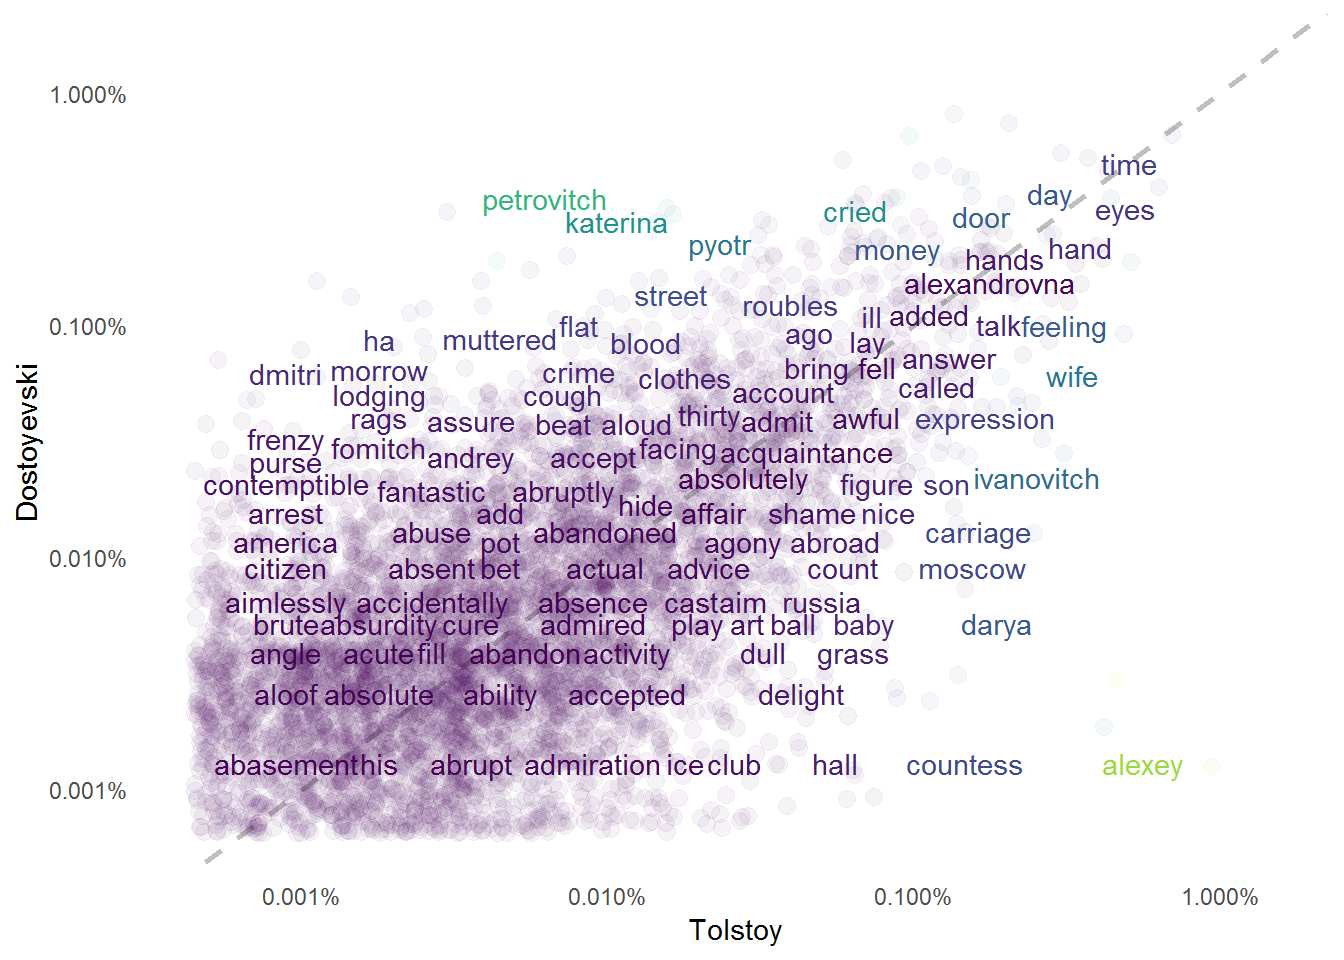 1.000%
time
petrovitch
day
cried
eyes
katerina
door
pyotr
money
hand
hands
alexandrovna
street
roubles
0.100%
ill
added
flat
talk
feeling
ago
ha
muttered
blood
lay
answer
dmitri
morrow
crime
clothes
bring
fell
wife
lodging
cough
account
called
rags
assure
beat
aloud
thirty
admit
awful
expression
Dostoyevski
frenzy
fomitch
facing
acquaintance
purse
andrey
accept
absolutely
ivanovitch
contemptible
fantastic
abruptly
figure
son
hide
arrest
add
affair
shame
nice
abuse
abandoned
carriage
america
pot
agony
abroad
0.010%
citizen
absent
bet
actual
advice
count
moscow
aimlessly
accidentally
absence
castaim
russia
brute
absurdity
cure
admired
play
art
ball
baby
darya
angle
acute
fill
abandon
activity
dull
grass
aloof
absolute
ability
accepted
delight
abasement
his
abrupt
admiration
ice
club
hall
countess
alexey
0.001%
0.001%
0.010%
0.100%
1.000%
Tolstoy